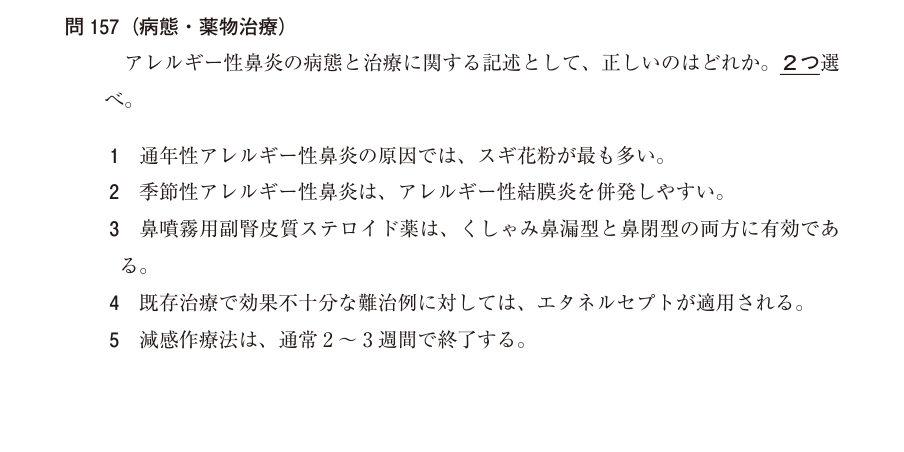 問 157（病態・薬物治療）
アレルギー性鼻炎の病態と治療に関する記述として、正しいのはどれか。２つ選
べ。
1　通年性アレルギー性鼻炎の原因では、スギ花粉が最も多い。
2　季節性アレルギー性鼻炎は、アレルギー性結膜炎を併発しやすい。
3　鼻噴霧用副腎皮質ステロイド薬は、くしゃみ鼻漏型と鼻閉型の両方に有効であ
る。
4　既存治療で効果不十分な難治例に対しては、エタネルセプトが適用される。
5　減感作療法は、通常２～３週間で終了する。